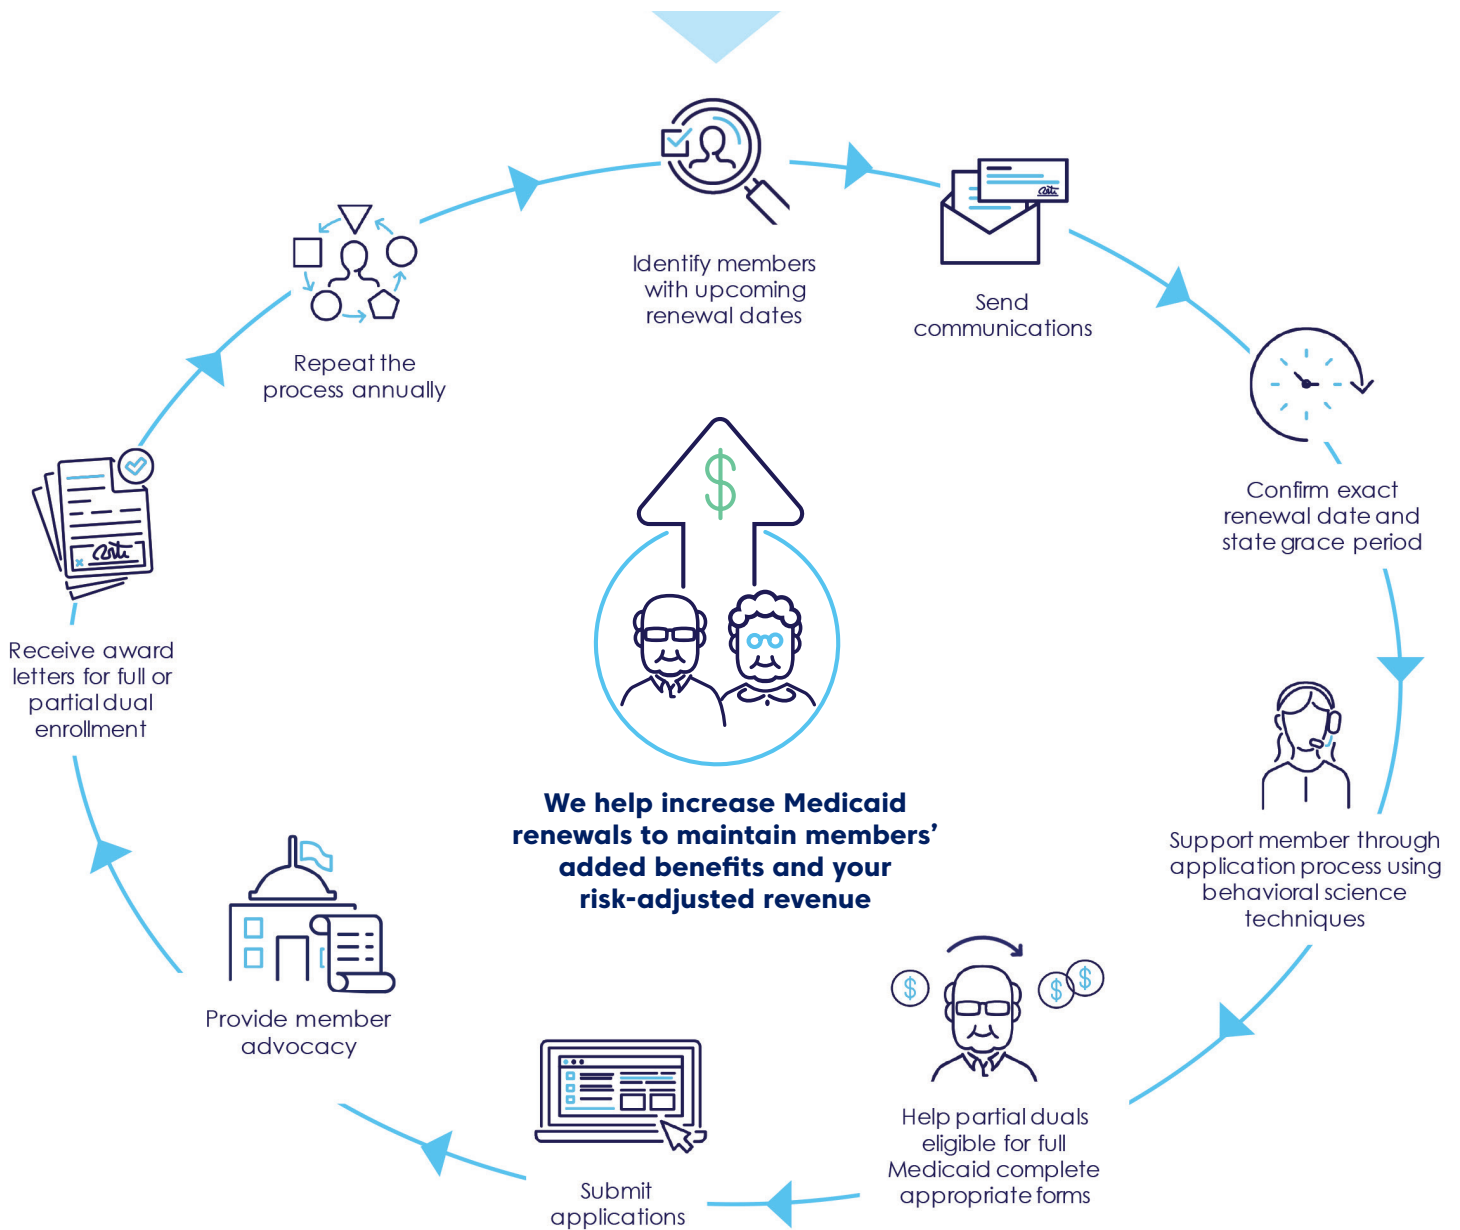 Identify members
with upcoming
renewal dates
Send
communications
Confirm exact
renewal date and
state grace period
Support member through
application process using
behavioral science
techniques
Help partial duals
eligible for full
Medicaid complete
appropriate forms
Submit
applications
Provide member
advocacy
Receive award
letters for full or
partial dual
enrollment
Repeat the
process annually
$
We help increase Medicaid
renewals to maintain members’
added benefits and your
risk-adjusted revenue
$
$
$